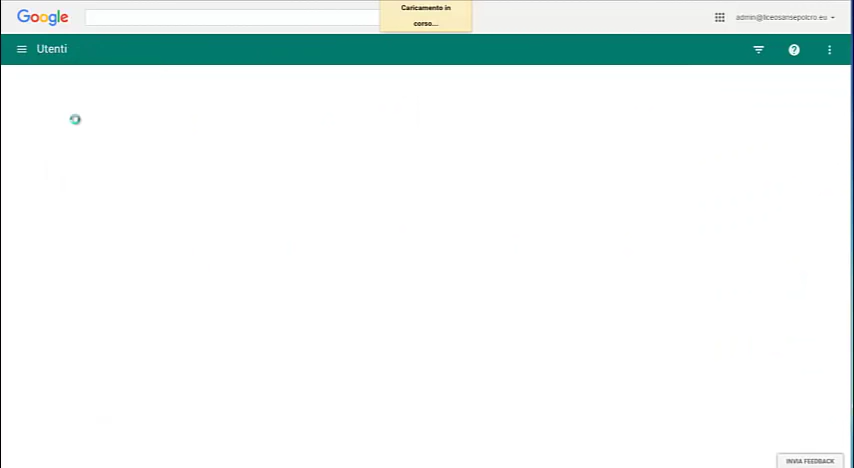 Google
Caricamento in
corso...
admin@liceosansepolcro.eu
Utenti
INVIA FEEDBACK